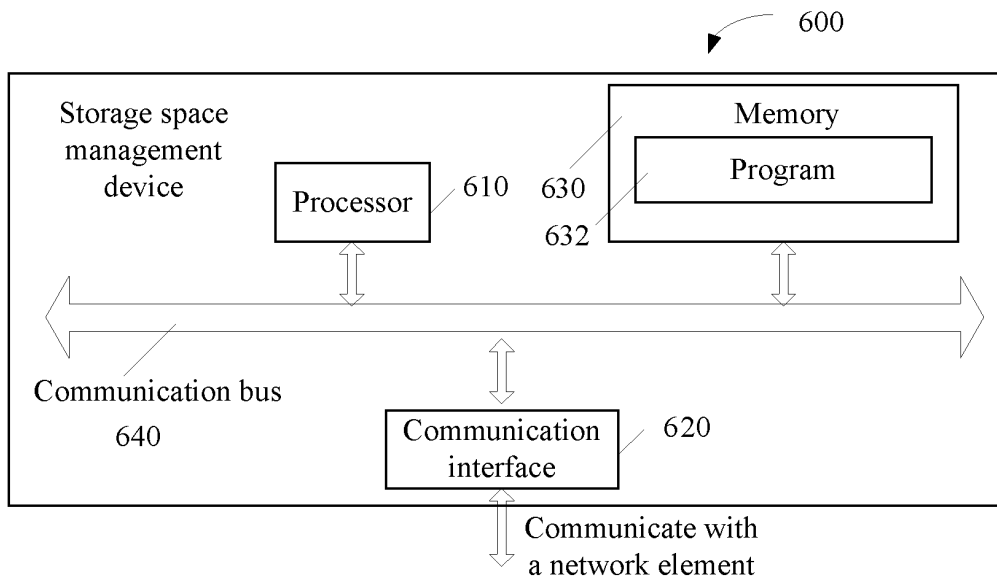 600
Storage space
management
device
Memory
Program
Processor
610
630
632
Communication bus
640
Communication
interface
620
Communicate with
a network element